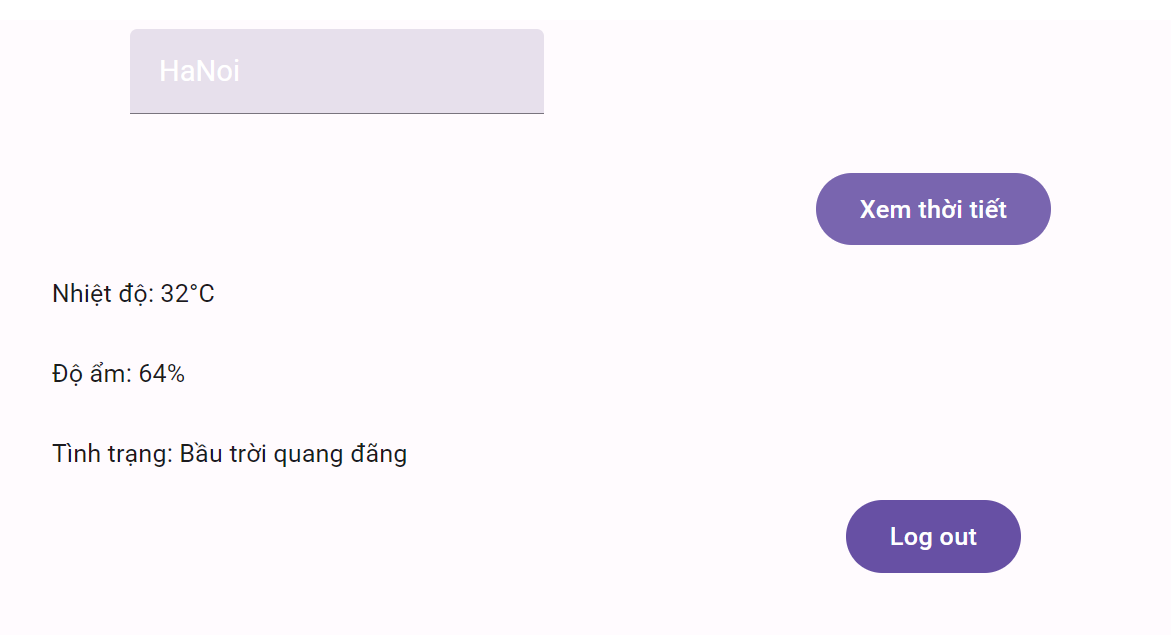 HaNoi
Xem thời tiết
Nhiệt độ: 32°C
Độ ẩm: 64%
Tình trạng: Bầu trời quang đãng
Log out